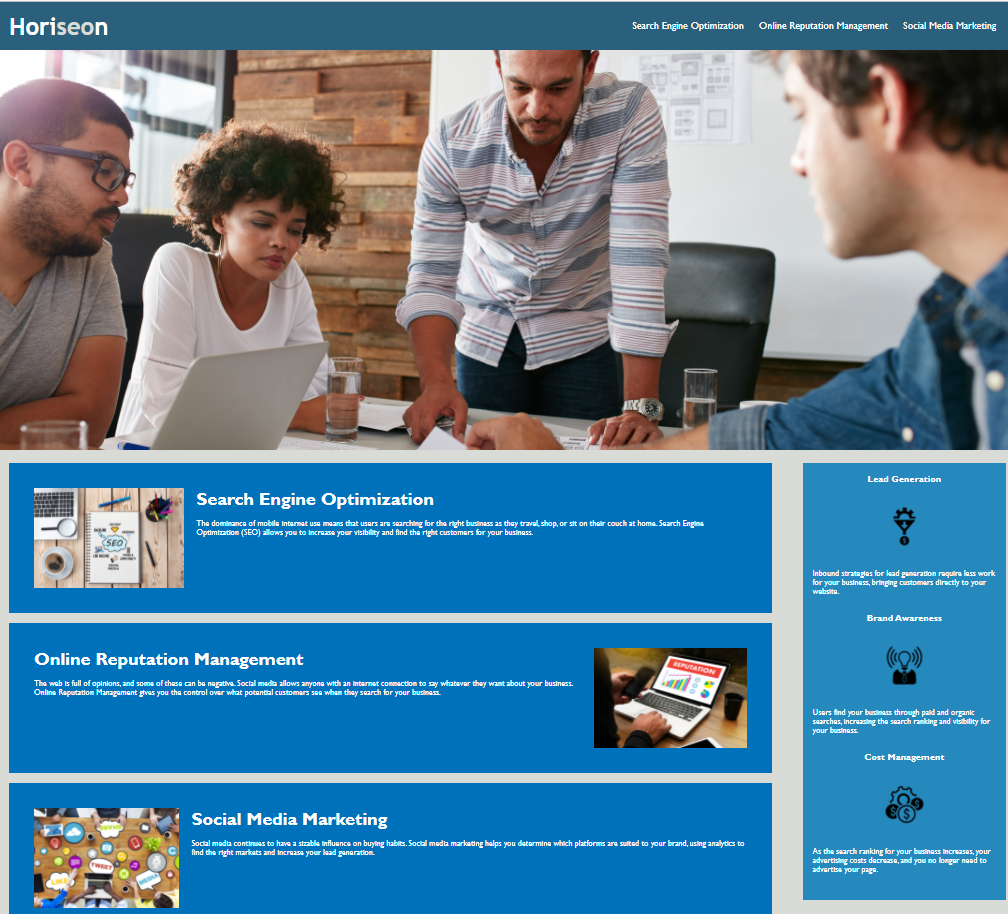 Horiseon
Search Engine Optimization
Online Reputation Management
Social Media Marketing
Search Engine Optimization
The dominance of mobile internet use means that users are searching for the right business as they travel, shop, or sit on their couch at home. Search Engine
Optimization (SEO) allows you to increase your visibility and find the right customers for your business.
SEO
Online Reputation Management
The web is full of opinions, and some of these can be negative. Social media allows anyone with an internet connection to say whatever they want about your business.
Online Reputation Management gives you the control over what potential customers see when they search for your business.
REPUTATION
Social Media Marketing
Social media continues to have a sizable influence on buying habits. Social media marketing helps you determine which platforms are suited to your brand, using analytics to
find the right markets and increase your lead generation.
TWEET
LIKE
MEDIA
Lead Generation
Inbound strategies for lead generation require less work
for your business, bringing customers directly to your
website.
Brand Awareness
Users find your business through paid and organic
searches, increasing the search ranking and visibility for
your business.
Cost Management
As the search ranking for your business increases, your
advertising costs decrease, and you no longer need to
advertise your page.